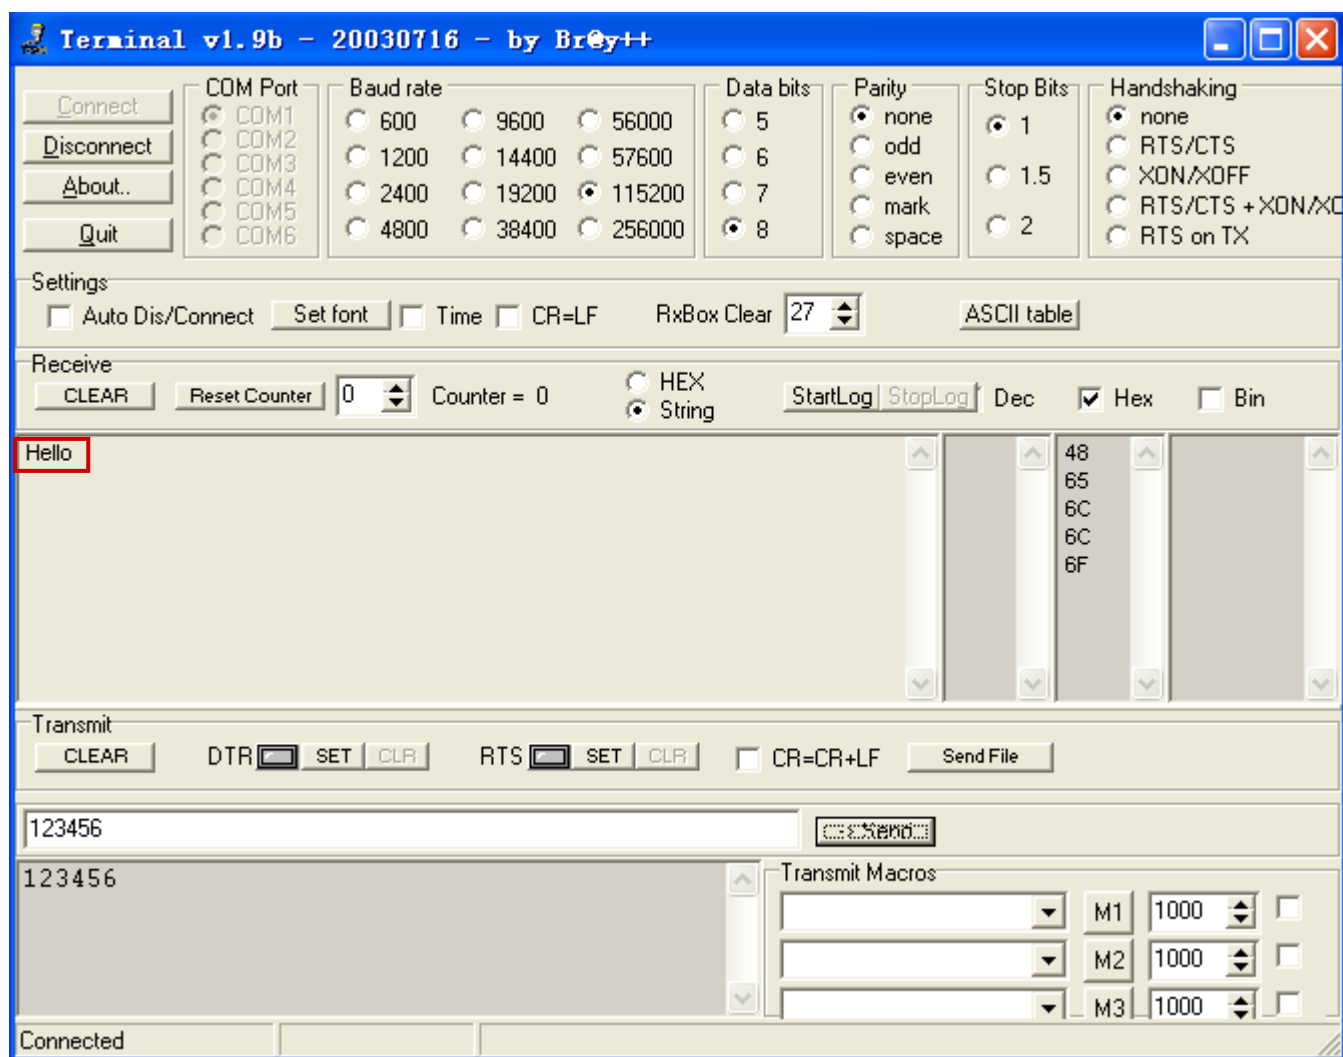 Terminal v1.9b - 20030716 - by Br@y++
Connect
Disconnect
About..
Quit
COM Port
COM1
COM2
COM3
COM4
COM5
COM6
Baud rate
600 9600 56000
1200 14400 57600
2400 19200 115200
4800 38400 256000
Data bits
5
6
7
8
Parity
none
odd
even
mark
space
Stop Bits
1
1.5
2
Handshaking
none
RTS/CTS
XON/XOFF
RTS/CTS + XON/XO
RTS on TX
Settings
Auto Dis/Connect Set font Time CR=LF RxBox Clear 27 ASCII table
Receive
CLEAR Reset Counter 0 Counter = 0
HEX
String
StartLog StopLog Dec Hex Bin
Hello
48
65
6C
6C
6F
Transmit
CLEAR DTR SET CLR RTS SET CLR CR=CR+LF Send File
123456
123456
Transmit Macros
M1 1000
M2 1000
M3 1000
Connected